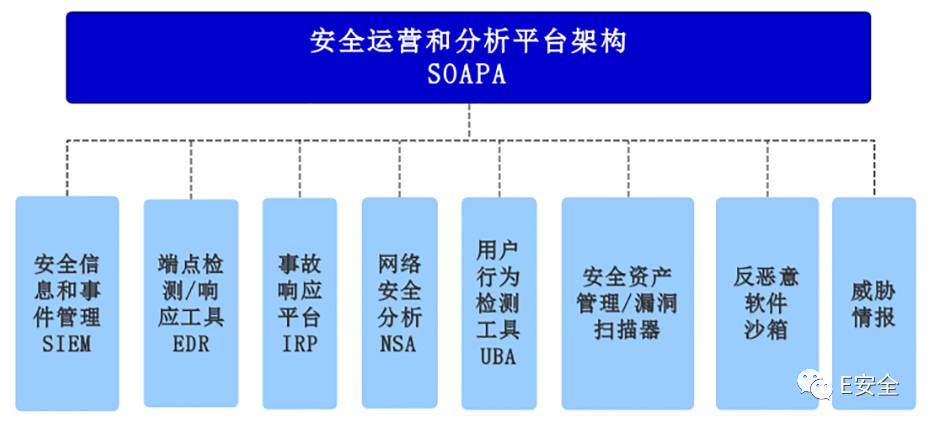 安全运营和分析平台架构
SOAPA
安全信
息和事
件管理
SIEM
端点检
测/响
应工具
EDR
事故
响应
平台
IRP
网络
安全
分析
NSA
用户
行为
检测
工具
UBA
安全资产
管理/漏洞
扫描器
反恶意
软件
沙箱
威胁
情报
E安全